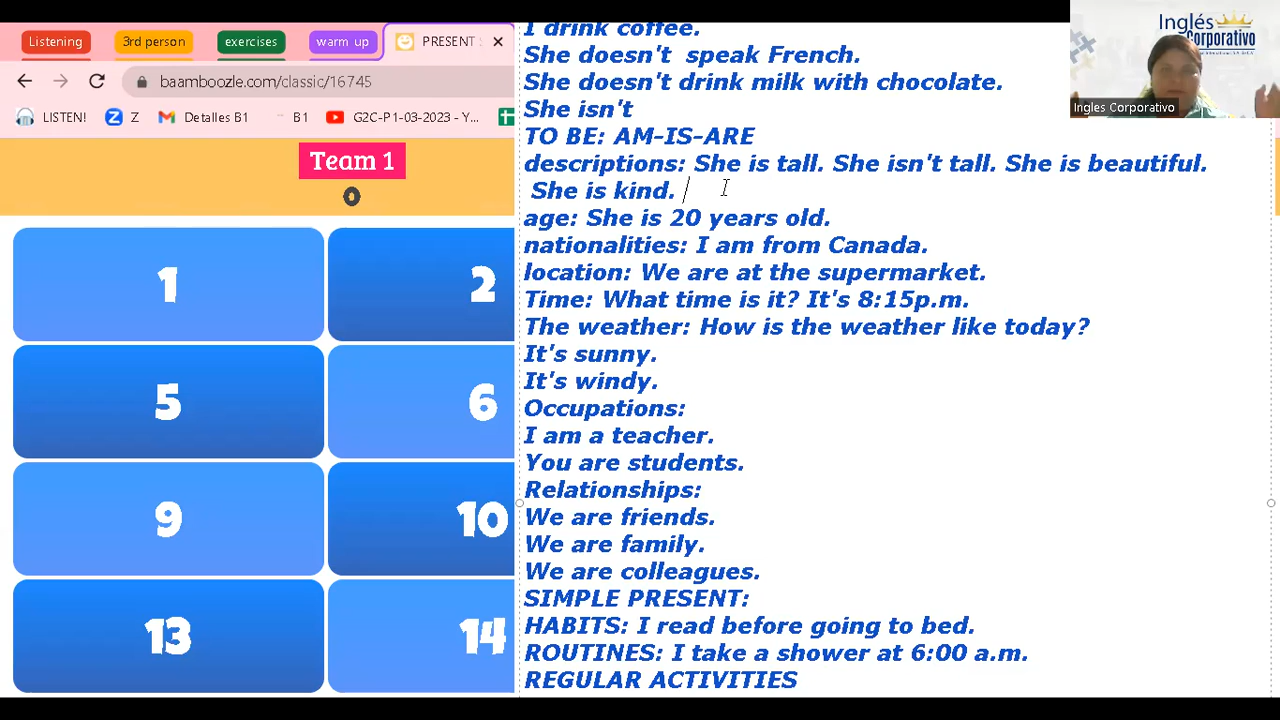 Listening
3rd person
exercises
warm up
PRESENT S
baamboozle.com/classic/16745
LISTEN!
Z
Detalles B1
B1
G2C-P1-03-2023 - Y...
Team 1
0
1
2
5
6
9
10
13
14
I drink coffee.
She doesn't speak French.
She doesn't drink milk with chocolate.
She isn't
TO BE: AM-IS-ARE
descriptions: She is tall. She isn't tall. She is beautiful.
She is kind. /
age: She is 20 years old.
nationalities: I am from Canada.
location: We are at the supermarket.
Time: What time is it? It's 8:15p.m.
The weather: How is the weather like today?
It's sunny.
It's windy.
Occupations:
I am a teacher.
You are students.
Relationships:
We are friends.
We are family.
We are colleagues.
SIMPLE PRESENT:
HABITS: I read before going to bed.
ROUTINES: I take a shower at 6:00 a.m.
REGULAR ACTIVITIES
Inglés
Corporativo
Ingles Corporativo